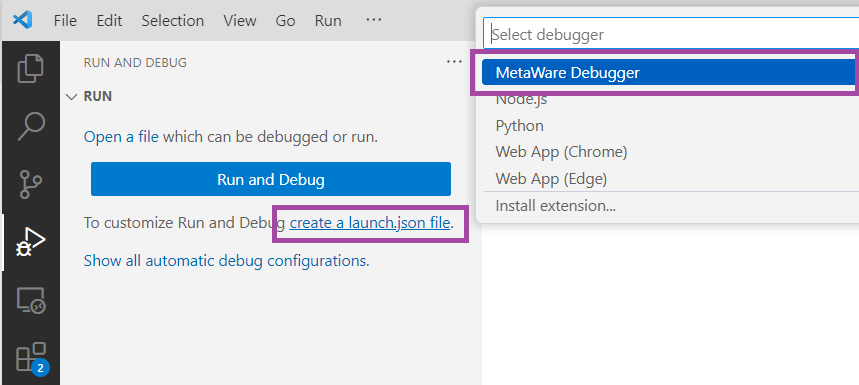 File Edit Selection View Go Run ···
RUN AND DEBUG ···
RUN
Open a file which can be debugged or run.
Run and Debug
To customize Run and Debug create a launch.json file.
Show all automatic debug configurations.
2
Select debugger
MetaWare Debugger
Node.js
Python
Web App (Chrome)
Web App (Edge)
Install extension...